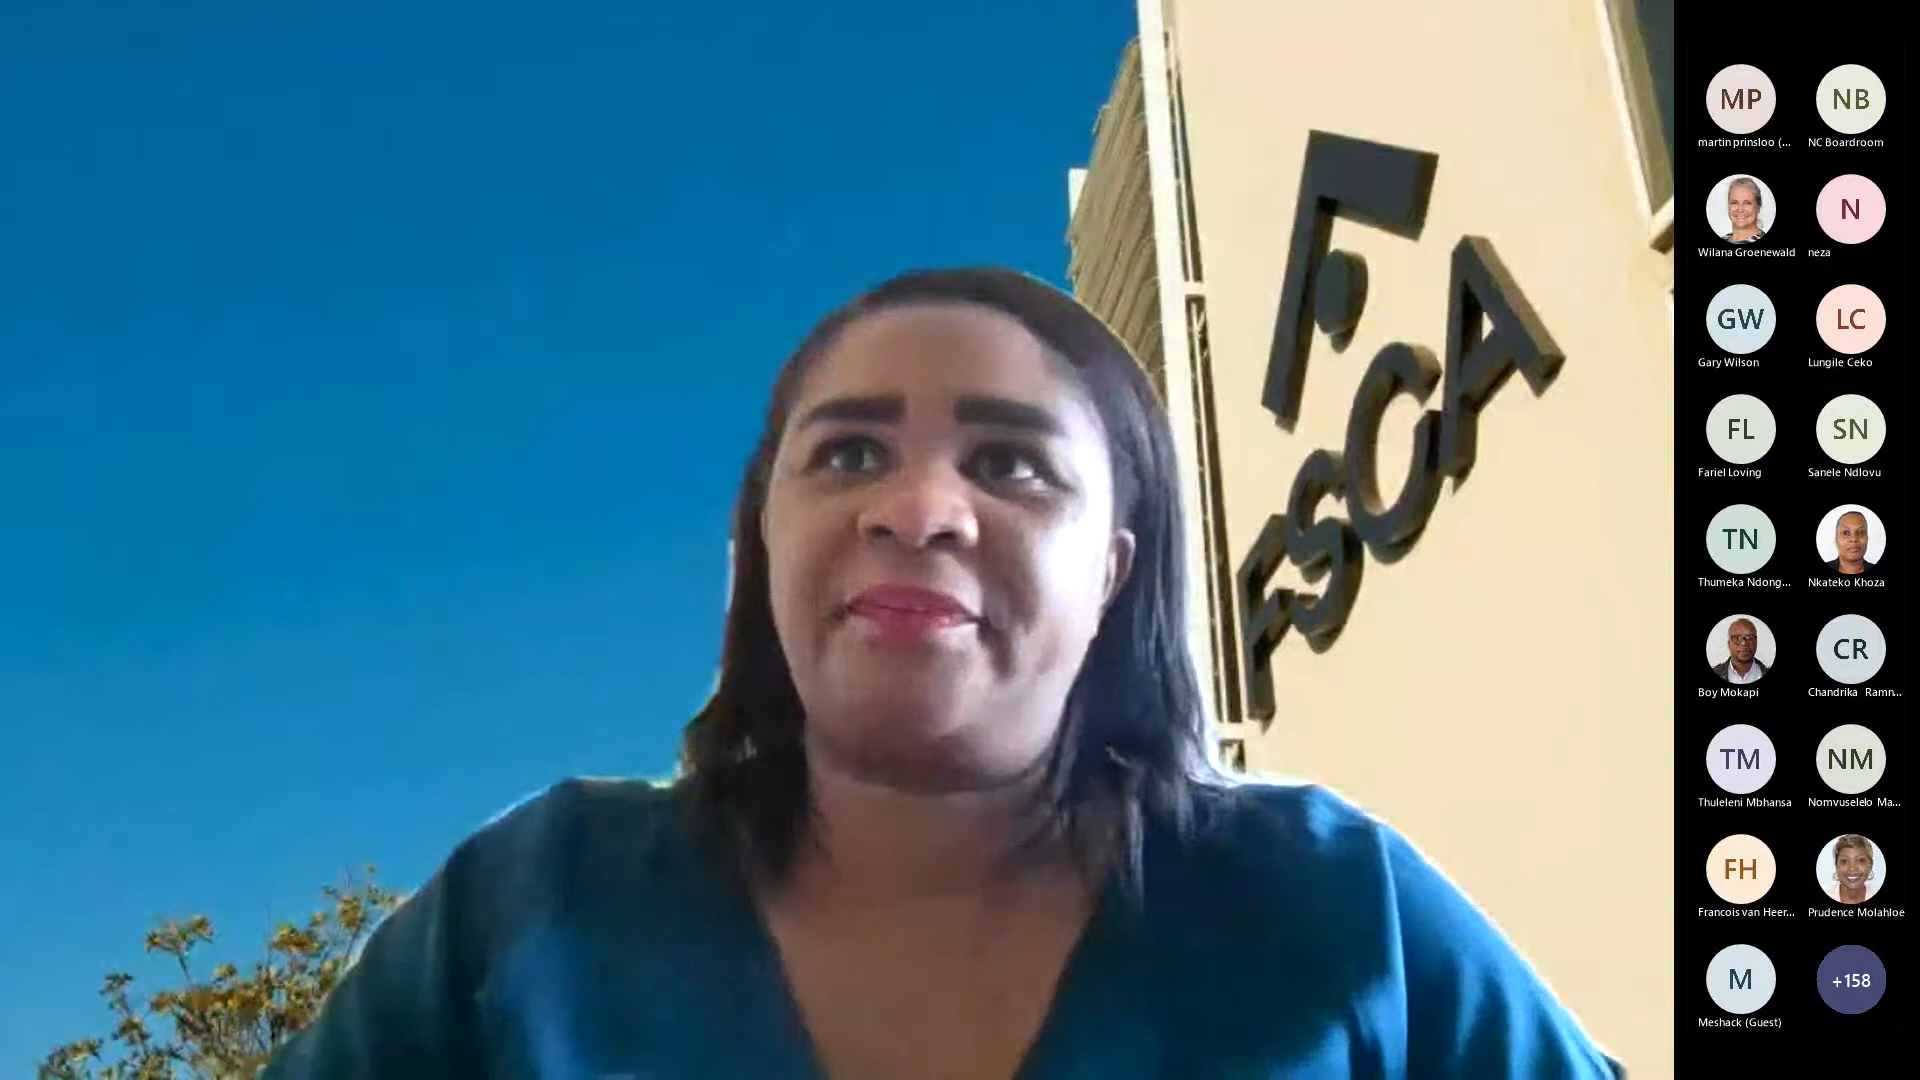 F
FSCA
MP
NB
martin prinsloo (...
NC Boardroom
Wilana Groenewald
N
neza
GW
LC
Gary Wilson
Lungile Ceko
FL
SN
Fariel Loving
Sanele Ndlovu
TN
Thumeka Ndong...
Nkateko Khoza
CR
Boy Mokapi
Chandrika Ramn...
TM
NM
Thuleleni Mbhansa
Nomvuselelo Ma...
FH
Francois van Heer...
Prudence Molahloe
M
+158
Meshack (Guest)